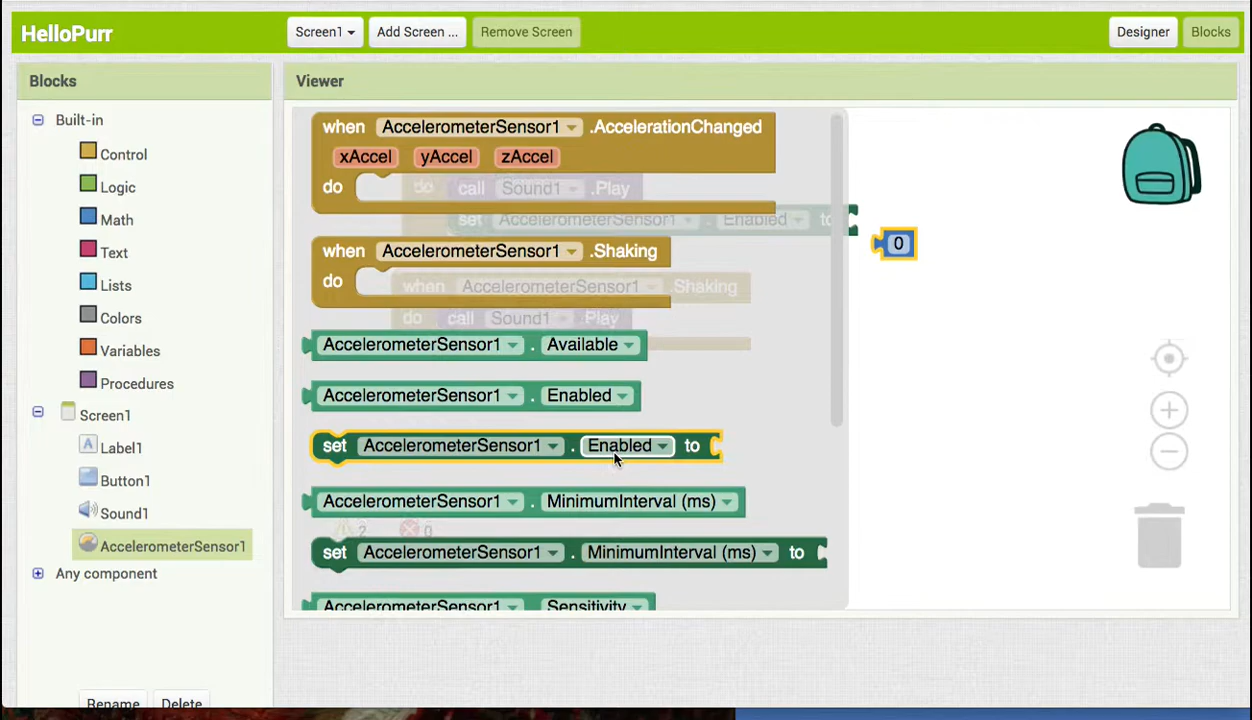 HelloPurr
Screen1 Add Screen ... Remove Screen Designer Blocks
Blocks
Viewer
Built-in
Control
Logic
Math
Text
Lists
Colors
Variables
Procedures
Screen1
Label1
Button1
Sound1
AccelerometerSensor1
Any component
Rename Delete
when AccelerometerSensor1 .AccelerationChanged
xAccel yAccel zAccel
do
do call Sound1 .Play
set AccelerometerSensor1 . Enabled to
0
when AccelerometerSensor1 .Shaking
do
when AccelerometerSensor1 .Shaking
do call Sound1 .Play
AccelerometerSensor1 . Available
AccelerometerSensor1 . Enabled
set AccelerometerSensor1 . Enabled to
AccelerometerSensor1 . MinimumInterval (ms)
2 0
set AccelerometerSensor1 . MinimumInterval (ms) to
AccelerometerSensor1 . Sensitivity